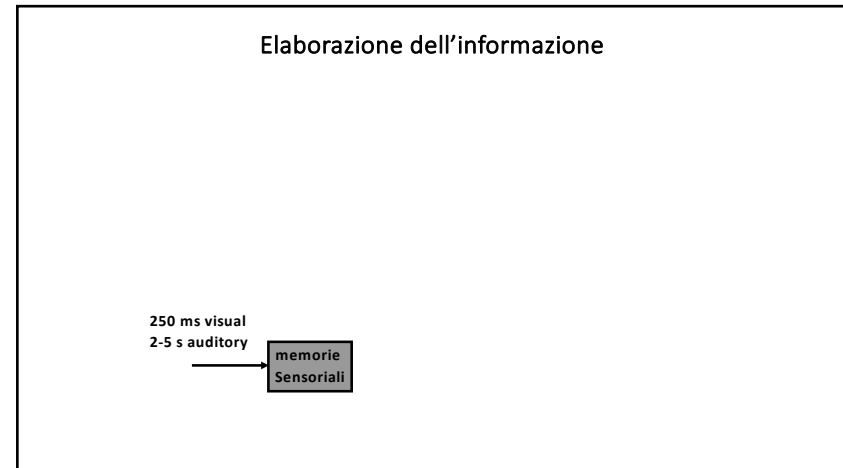 Elaborazione dell’informazione
250 ms visual
2-5 s auditory
memorie
Sensoriali